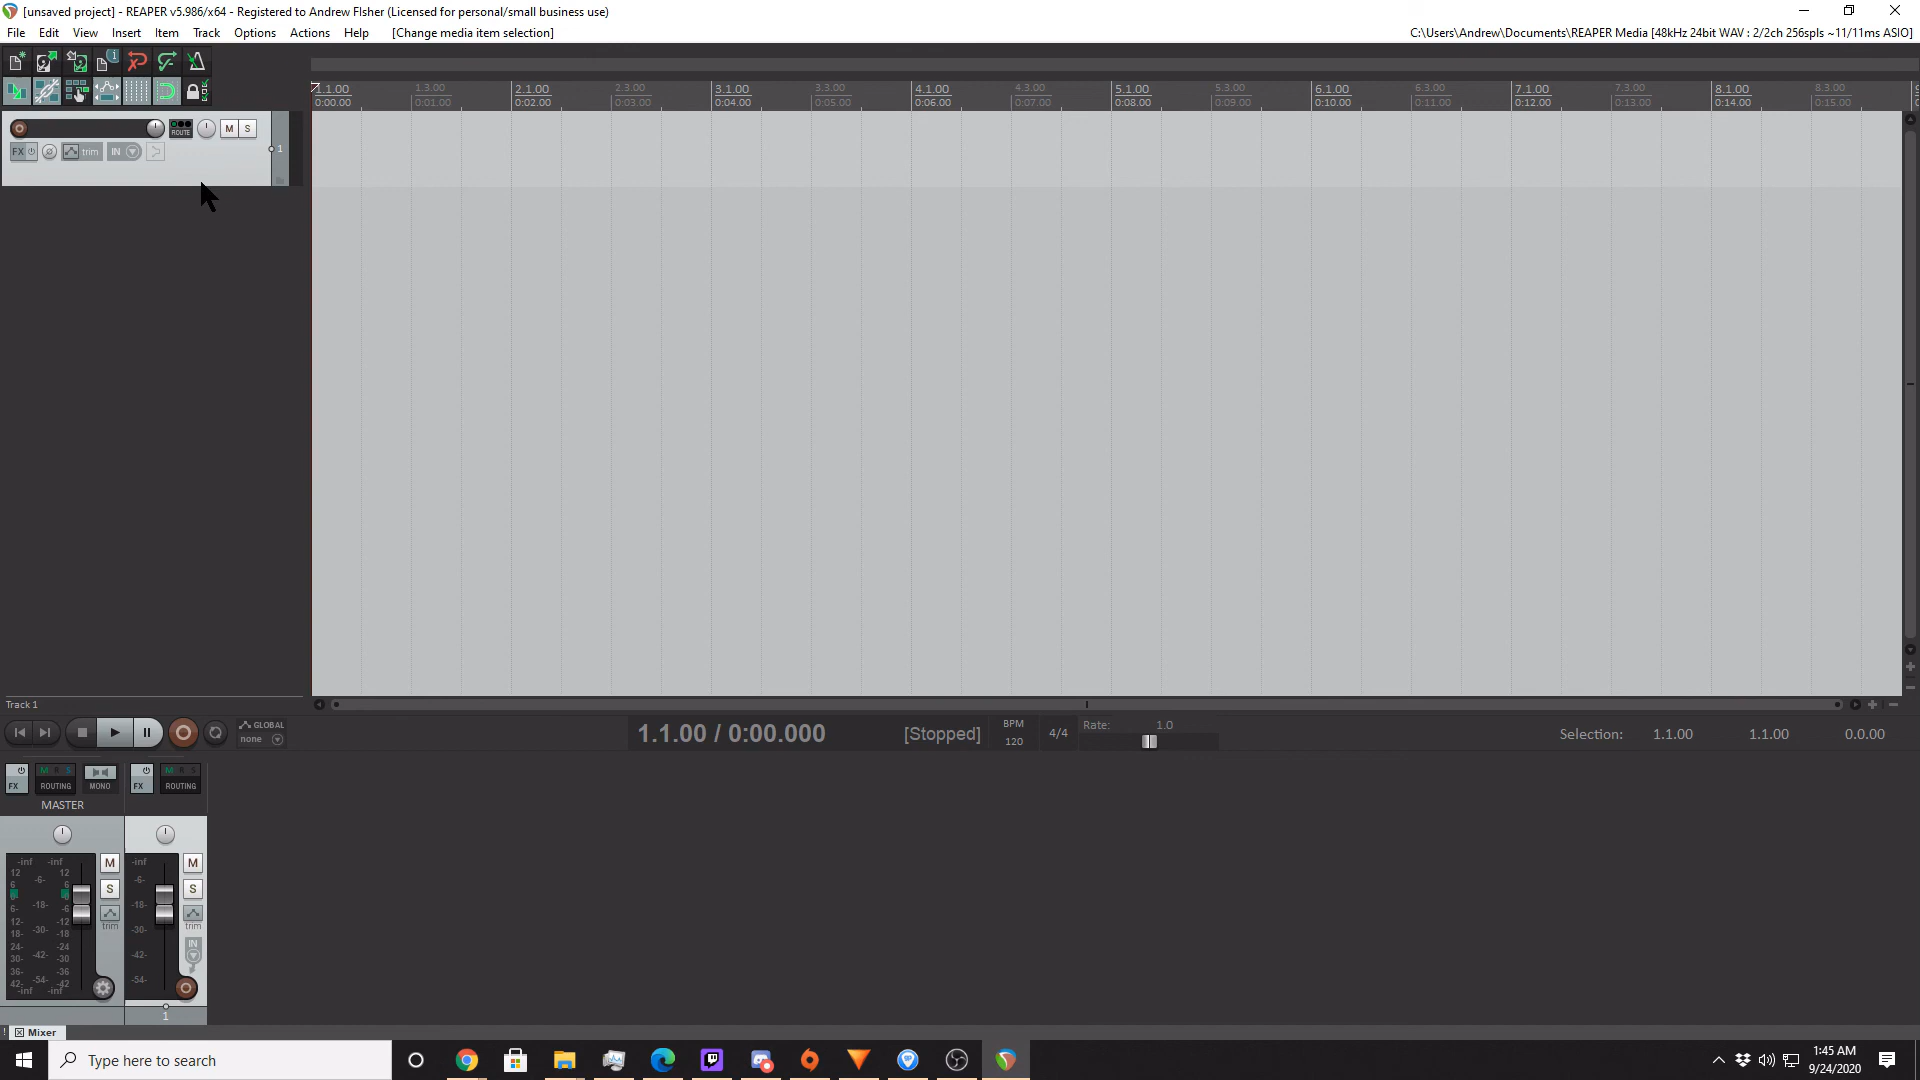 [unsaved project] - REAPER v5.986/x64 - Registered to Andrew FIsher (Licensed for personal/small business use)
File Edit View Insert Item Track Options Actions Help [Change media item selection]
C:\Users\Andrew\Documents\REAPER Media [48kHz 24bit WAV : 2/2ch 256spls ~11/11ms ASIO]
1.1.00 1.3.00 2.1.00 2.3.00 3.1.00 3.3.00 4.1.00 4.3.00 5.1.00 5.3.00 6.1.00 6.3.00 7.1.00 7.3.00 8.1.00 8.3.00
0:00.00 0:01.00 0:02.00 0:03.00 0:04.00 0:05.00 0:06.00 0:07.00 0:08.00 0:09.00 0:10.00 0:11.00 0:12.00 0:13.00 0:14.00 0:15.00
ROUTE M S
FX trim IN 1
Track 1
GLOBAL
none
1.1.00 / 0:00.000 [Stopped]
BPM
120
4/4
Rate: 1.0
Selection: 1.1.00 1.1.00 0.0.00
FX M R S ROUTING MONO FX M R S ROUTING
MASTER
-inf -inf M -inf M
12 12
6 -6- 6 -6-
S S
-18- -18-
6- -6
12- -12
18- -30- -18 trim -30- trim
24- -24 IN
30- -42- -30 -42-
36- -36
42- -54- -42 -54-
-inf -inf
1
Mixer
Type here to search
1:45 AM
9/24/2020